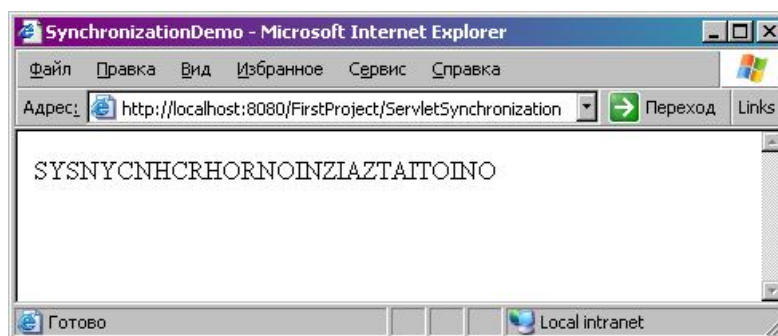 SynchronizationDemo - Microsoft Internet Explorer
Файл Правка Вид Избранное Сервис Справка
Адрес: http://localhost:8080/FirstProject/ServletSynchronization Переход Links
SYSNYCNHCRHORNOINZIAZTAITOINO
Готово Local intranet